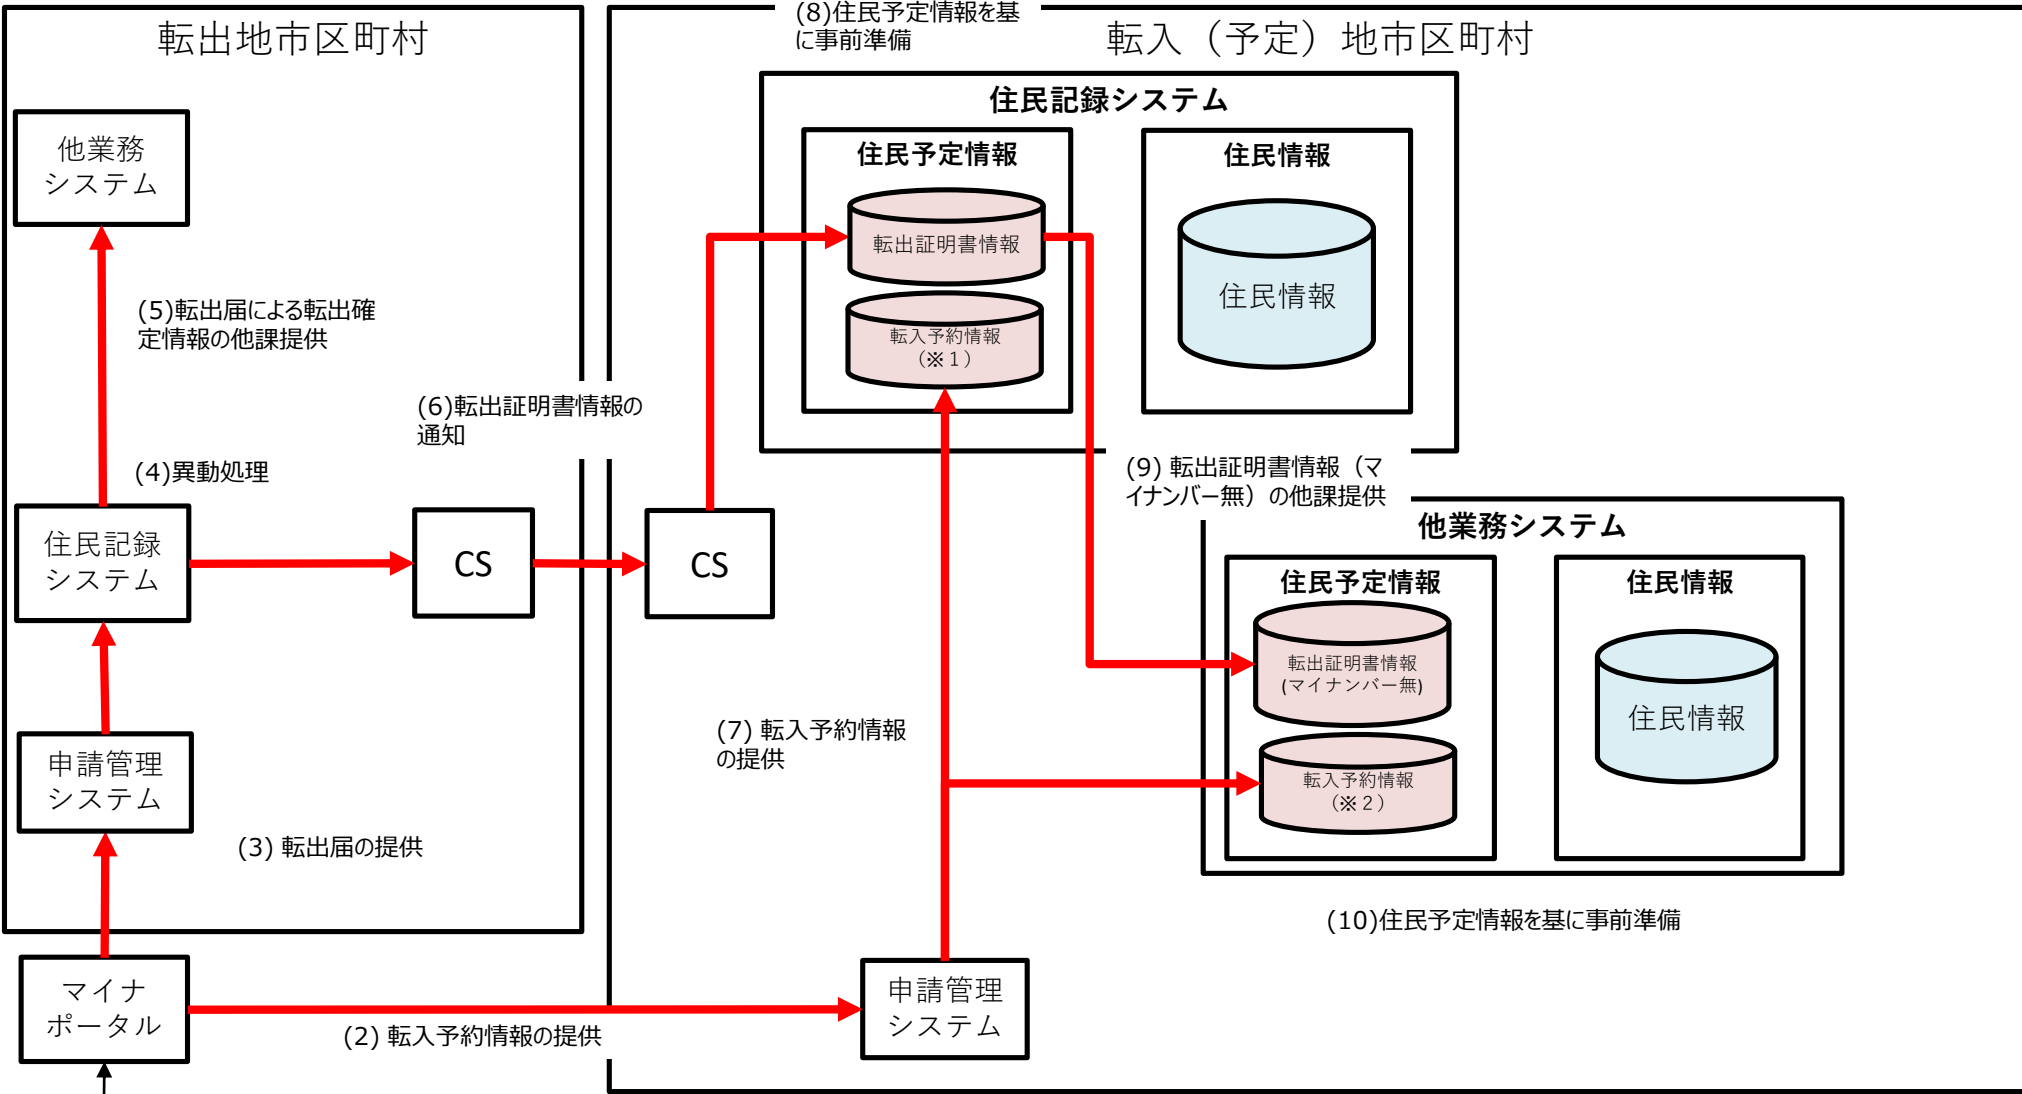 転出地市区町村
(8)住民予定情報を基
に事前準備
転入（予定）地市区町村
住民記録システム
他業務
システム
住民予定情報
住民情報
転出証明書情報
住民情報
転入予約情報
（※１）
(5)転出届による転出確
定情報の他課提供
(6)転出証明書情報の
通知
(4)異動処理
(9) 転出証明書情報（マ
イナンバー無）の他課提供
住民記録
システム
CS
CS
他業務システム
住民予定情報
住民情報
転出証明書情報
(マイナンバー無)
住民情報
転入予約情報
（※２）
(7) 転入予約情報
の提供
申請管理
システム
(3) 転出届の提供
(10)住民予定情報を基に事前準備
マイナ
ポータル
(2) 転入予約情報の提供
申請管理
システム